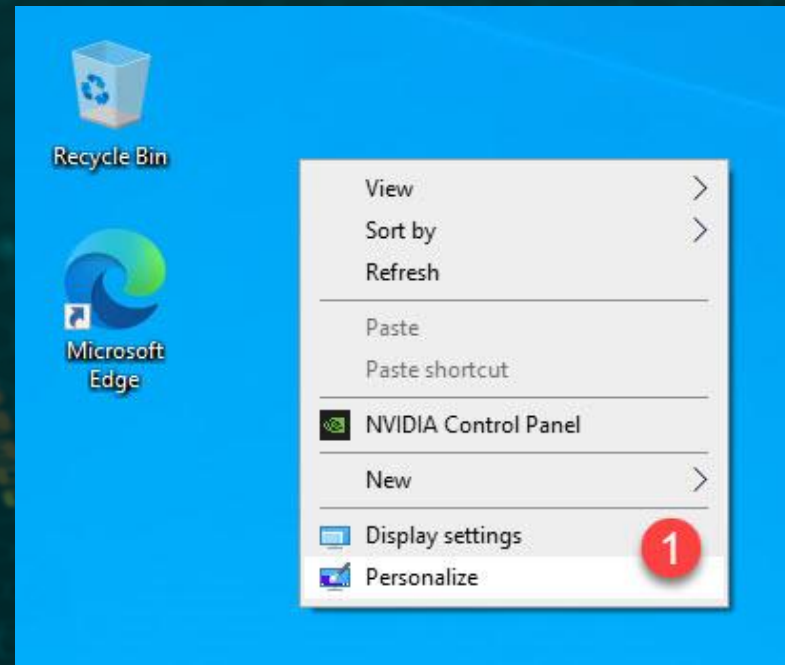 Recycle Bin
Microsoft
Edge
View
Sort by
Refresh
Paste
Paste shortcut
NVIDIA Control Panel
New
Display settings
1
Personalize